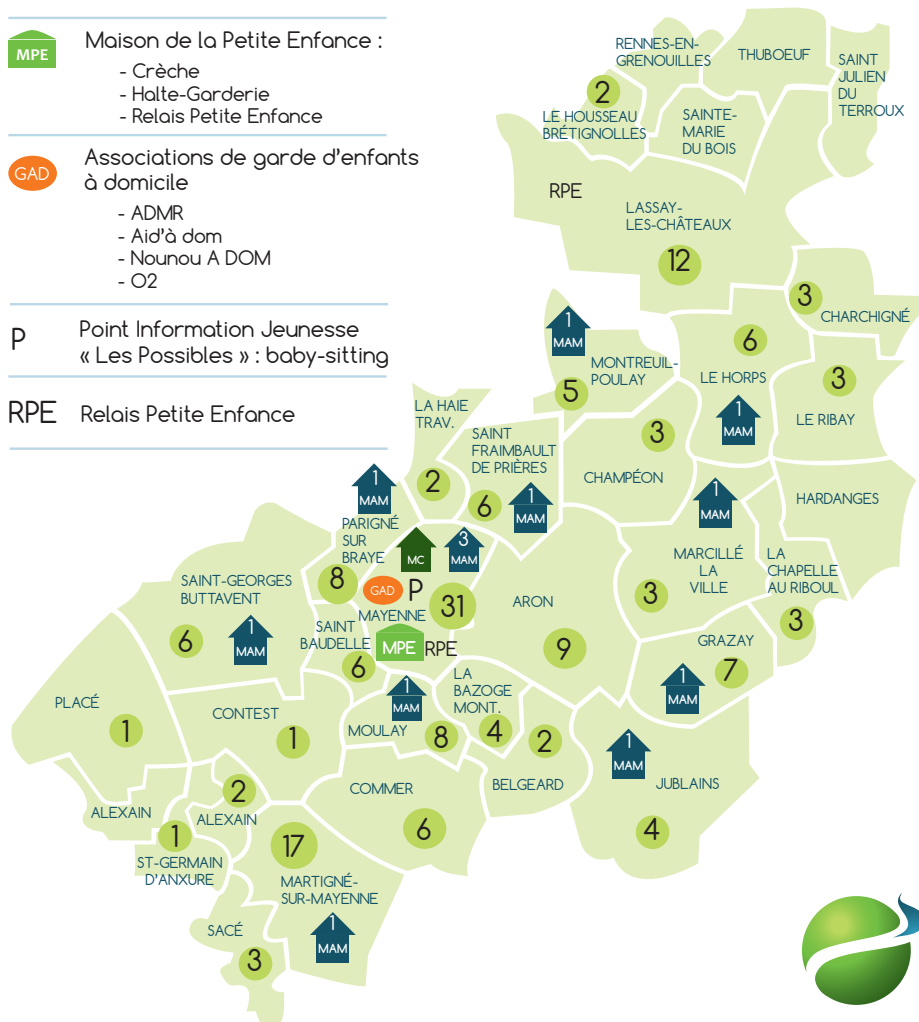 MPE
Maison de la Petite Enfance :
- Crèche
- Halte-Garderie
- Relais Petite Enfance
GAD
Associations de garde d'enfants
à domicile
- ADMR
- Aid'à dom
- Nounou A DOM
- O2
P
Point Information Jeunesse
« Les Possibles » : baby-sitting
RPE
Relais Petite Enfance
RENNES-EN-
GRENOUILLES
THUBOEUF
SAINT
JULIEN
DU
TERROUX
2
LE HOUSSEAU
BRÉTIGNOLLES
SAINTE-
MARIE
DU BOIS
RPE
LASSAY-
LES-CHÂTEAUX
12
3
CHARCHIGNÉ
1
MAM
MONTREUIL-
POULAY
5
6
LE HORPS
1
MAM
3
LE RIBAY
LA HAIE
TRAV.
2
SAINT
FRAIMBAULT
DE PRIÈRES
6
1
MAM
3
CHAMPÉON
HARDANGES
1
MAM
PARIGNÉ
SUR
BRAYE
8
MC
3
MAM
GAD
P
MAYENNE
31
MPE
RPE
ARON
9
1
MAM
MARCILLÉ
LA
VILLE
3
LA
CHAPELLE
AU RIBOUL
3
SAINT-GEORGES
BUTTAVENT
6
1
MAM
SAINT
BAUDELLE
6
GRAZAY
7
1
MAM
PLACÉ
1
CONTEST
1
1
MAM
MOULAY
8
LA
BAZOGE
MONT.
4
2
BELGEARD
1
MAM
JUBLAINS
4
ALEXAIN
2
ALEXAIN
1
ST-GERMAIN
D'ANXURE
COMMER
6
17
MARTIGNÉ-
SUR-MAYENNE
1
MAM
SACÉ
3